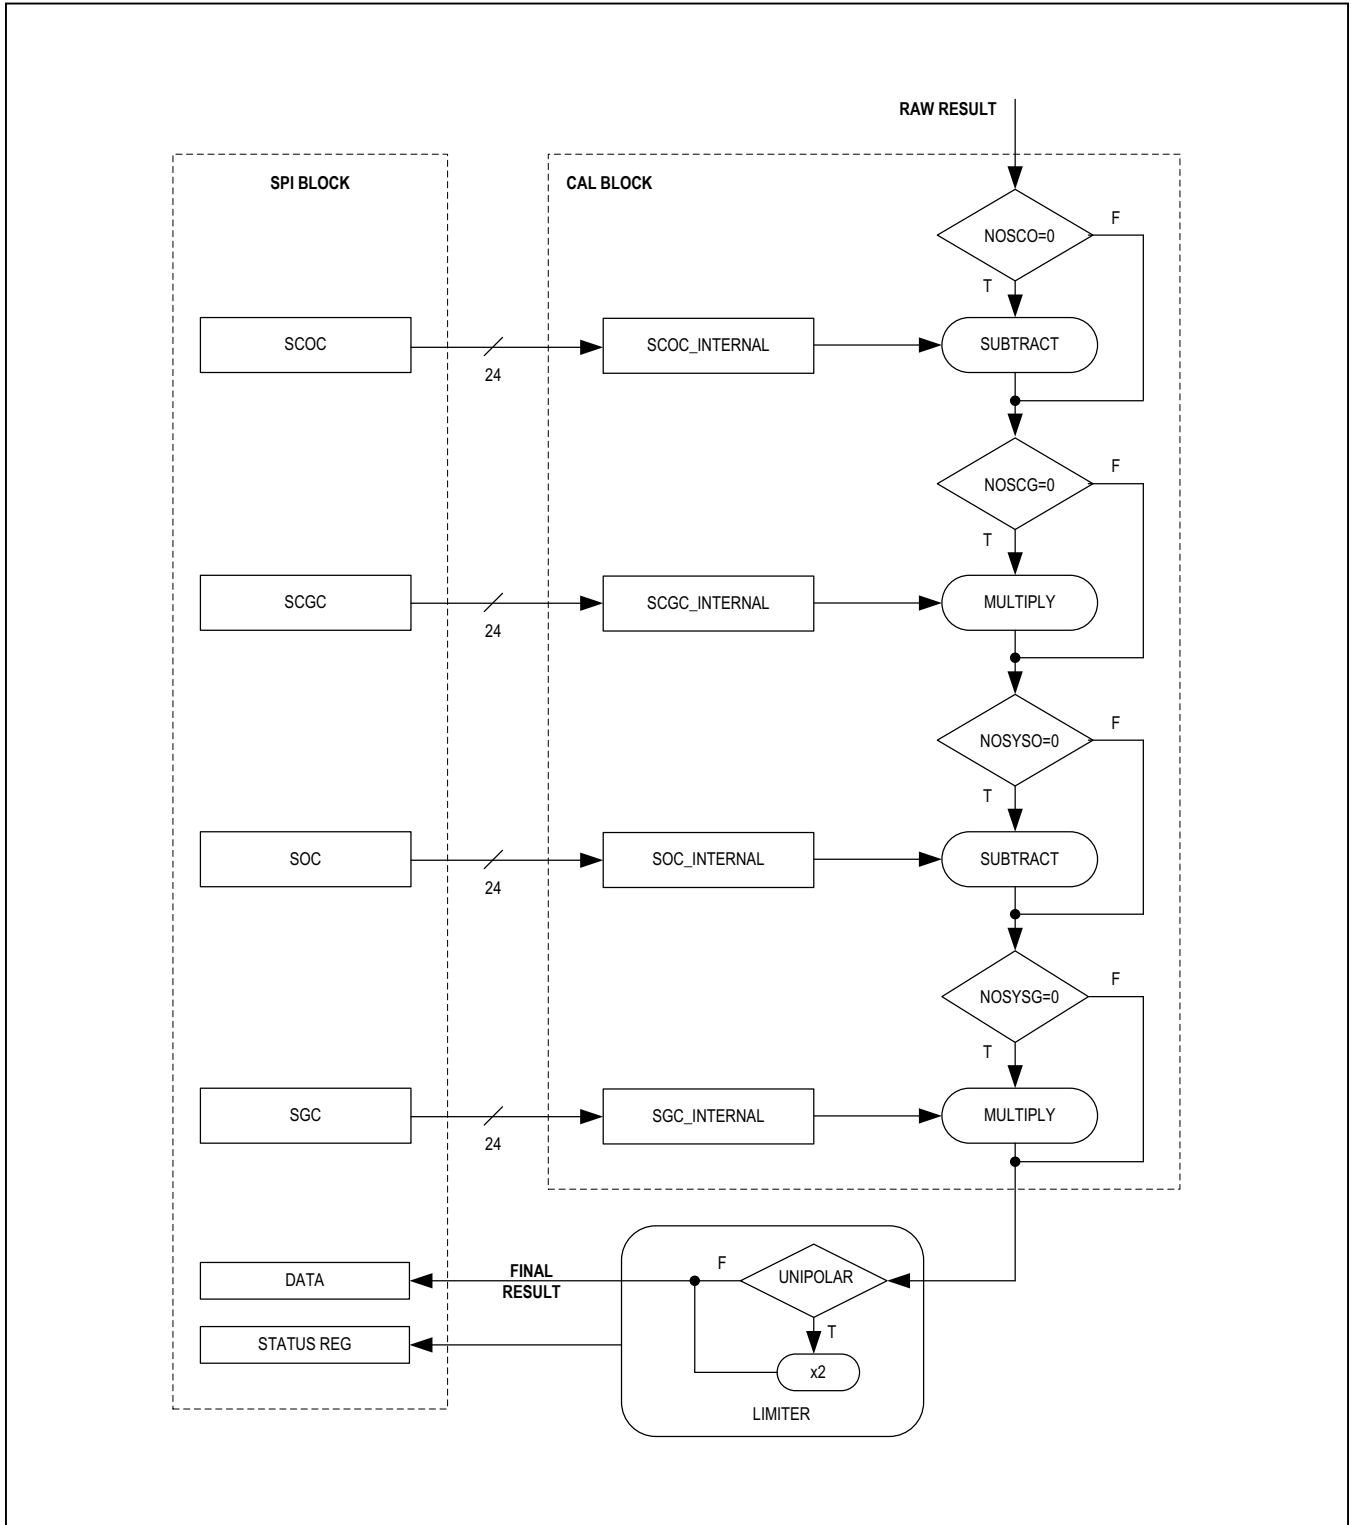 RAW RESULT
SPI BLOCK
CAL BLOCK
F
NOSCO=0
T
SCOC
SCOC_INTERNAL
SUBTRACT
24
F
NOSCG=0
T
SCGC
SCGC_INTERNAL
MULTIPLY
24
F
NOSYSO=0
T
SOC
SOC_INTERNAL
SUBTRACT
24
F
NOSYSG=0
T
SGC
SGC_INTERNAL
MULTIPLY
24
F
DATA
FINAL
RESULT
UNIPOLAR
T
STATUS REG
x2
LIMITER